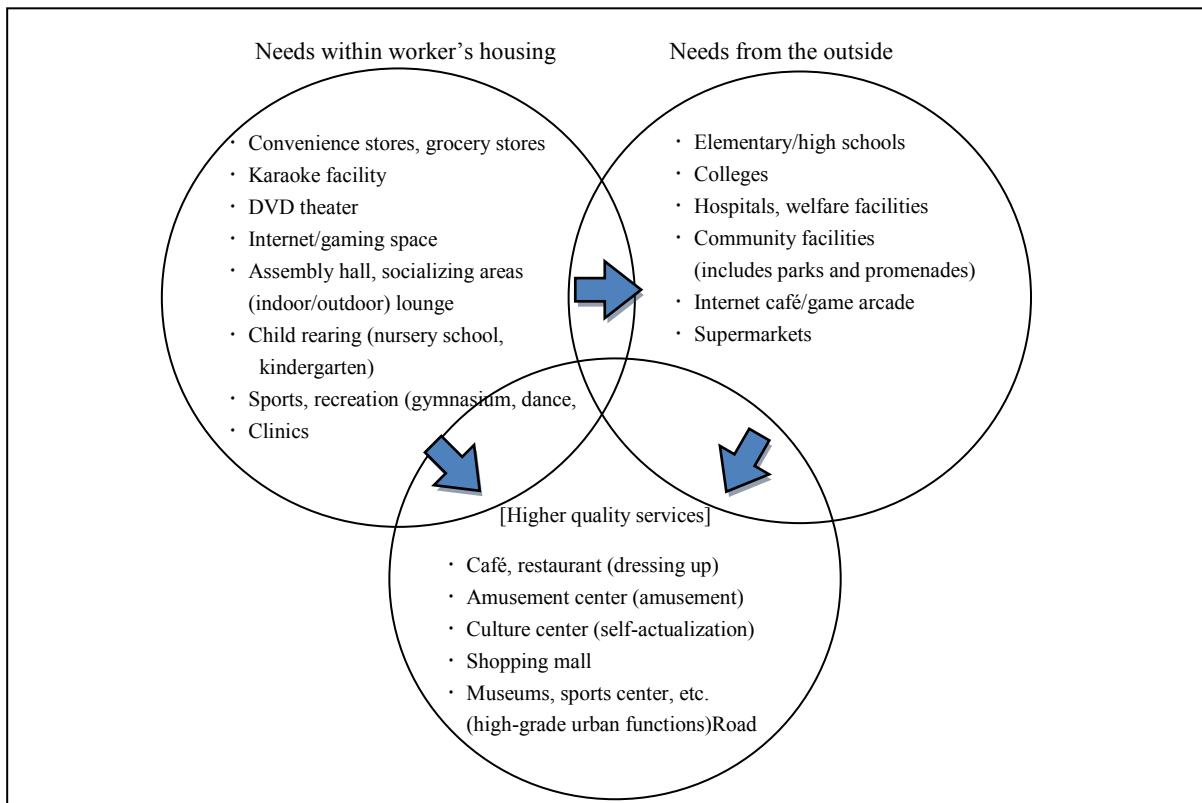 Needs within worker’s housing
・ Convenience stores, grocery stores
・ Karaoke facility
・ DVD theater
・ Internet/gaming space
・ Assembly hall, socializing areas
(indoor/outdoor) lounge
・ Child rearing (nursery school,
kindergarten)
・ Sports, recreation (gymnasium, dance,
・ Clinics
Needs from the outside
・ Elementary/high schools
・ Colleges
・ Hospitals, welfare facilities
・ Community facilities
(includes parks and promenades)
・ Internet café/game arcade
・ Supermarkets
[Higher quality services]
・ Café, restaurant (dressing up)
・ Amusement center (amusement)
・ Culture center (self-actualization)
・ Shopping mall
・ Museums, sports center, etc.
(high-grade urban functions)Road